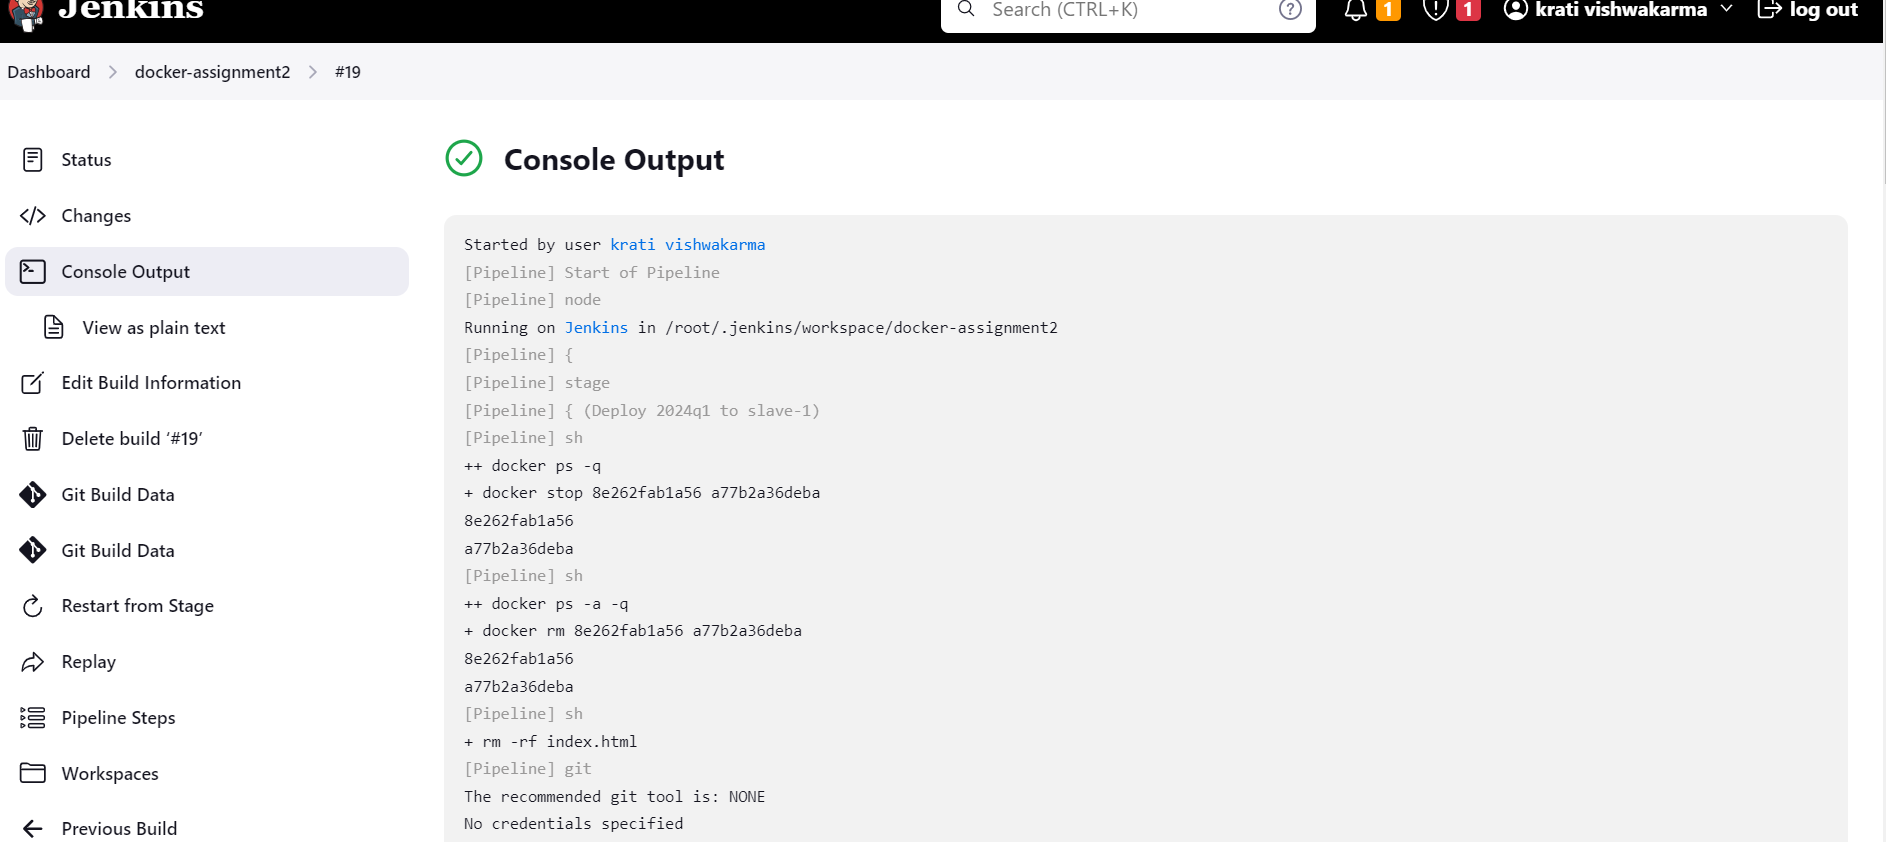 Jenkins
Search (CTRL+K)
1
1
krati vishwakarma
log out
Dashboard
docker-assignment2
#19
Status
Changes
Console Output
View as plain text
Edit Build Information
Delete build ‘#19’
Git Build Data
Git Build Data
Restart from Stage
Replay
Pipeline Steps
Workspaces
Previous Build
Console Output
Started by user krati vishwakarma
[Pipeline] Start of Pipeline
[Pipeline] node
Running on Jenkins in /root/.jenkins/workspace/docker-assignment2
[Pipeline] {
[Pipeline] stage
[Pipeline] { (Deploy 2024q1 to slave-1)
[Pipeline] sh
++ docker ps -q
+ docker stop 8e262fab1a56 a77b2a36deba
8e262fab1a56
a77b2a36deba
[Pipeline] sh
++ docker ps -a -q
+ docker rm 8e262fab1a56 a77b2a36deba
8e262fab1a56
a77b2a36deba
[Pipeline] sh
+ rm -rf index.html
[Pipeline] git
The recommended git tool is: NONE
No credentials specified